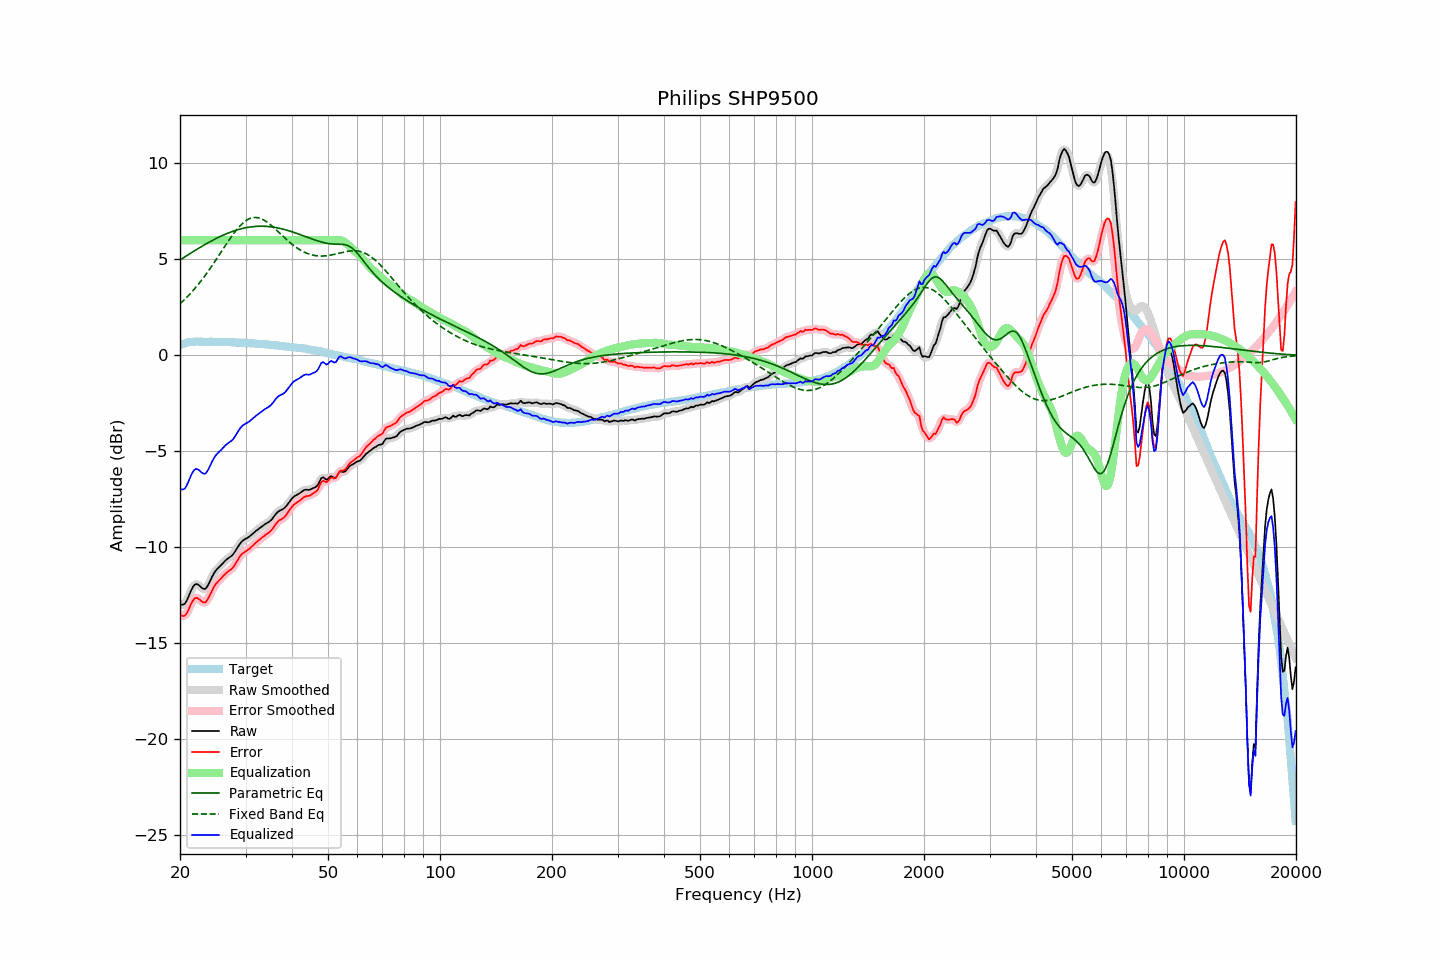 Philips SHP9500
10
5
0
−5
−10
−15
−20
−25
Amplitude (dBr)
Target
Raw Smoothed
Error Smoothed
Raw
Error
Equalization
Parametric Eq
Fixed Band Eq
Equalized
20 50 100 200 500 1000 2000 5000 10000 20000
Frequency (Hz)